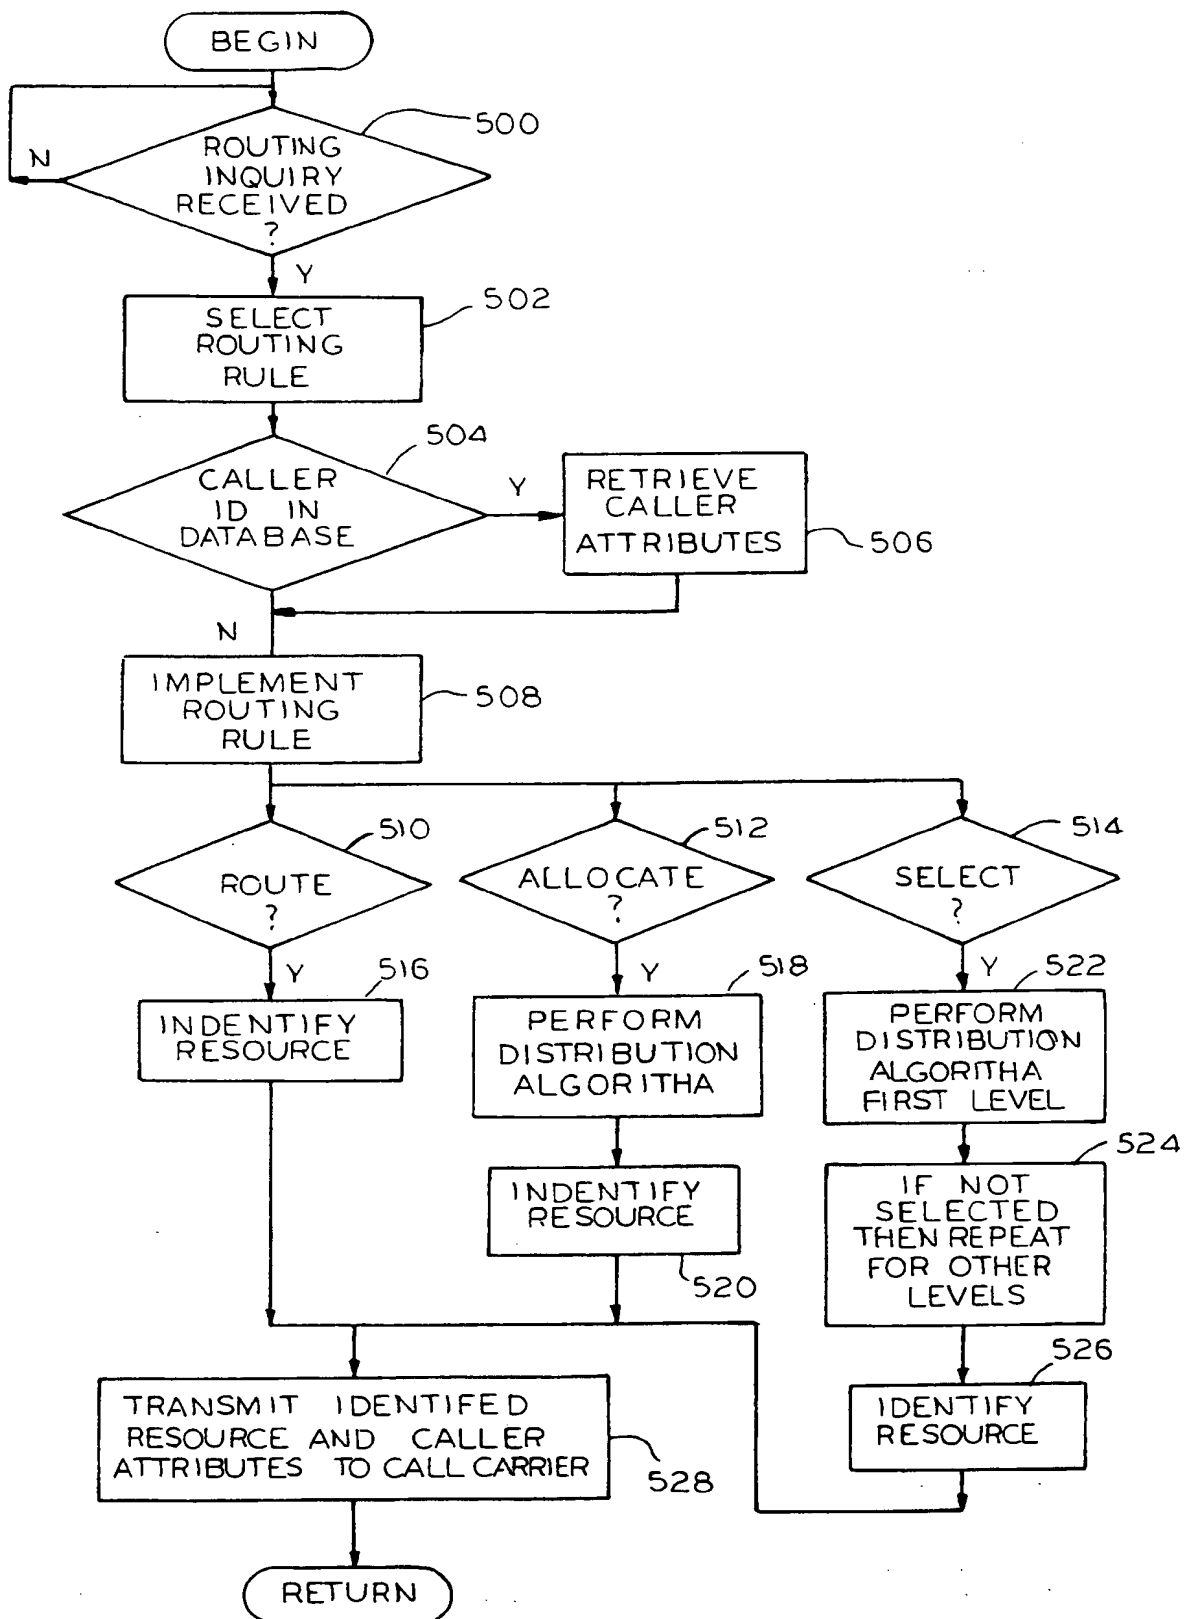 BEGIN
500
ROUTING
INQUIRY
RECEIVED
?
N
Y
502
SELECT
ROUTING
RULE
504
CALLER
ID IN
DATABASE
Y
RETRIEVE
CALLER
ATTRIBUTES
506
N
IMPLEMENT
ROUTING
RULE
508
510
ROUTE
?
512
ALLOCATE
?
514
SELECT
?
Y
516
INDENTIFY
RESOURCE
Y
518
PERFORM
DISTRIBUTION
ALGORITHA
Y
522
PERFORM
DISTRIBUTION
ALGORITHA
FIRST LEVEL
INDENTIFY
RESOURCE
520
524
IF NOT
SELECTED
THEN REPEAT
FOR OTHER
LEVELS
526
IDENTIFY
RESOURCE
TRANSMIT IDENTIFED
RESOURCE AND CALLER
ATTRIBUTES TO CALL CARRIER
528
RETURN